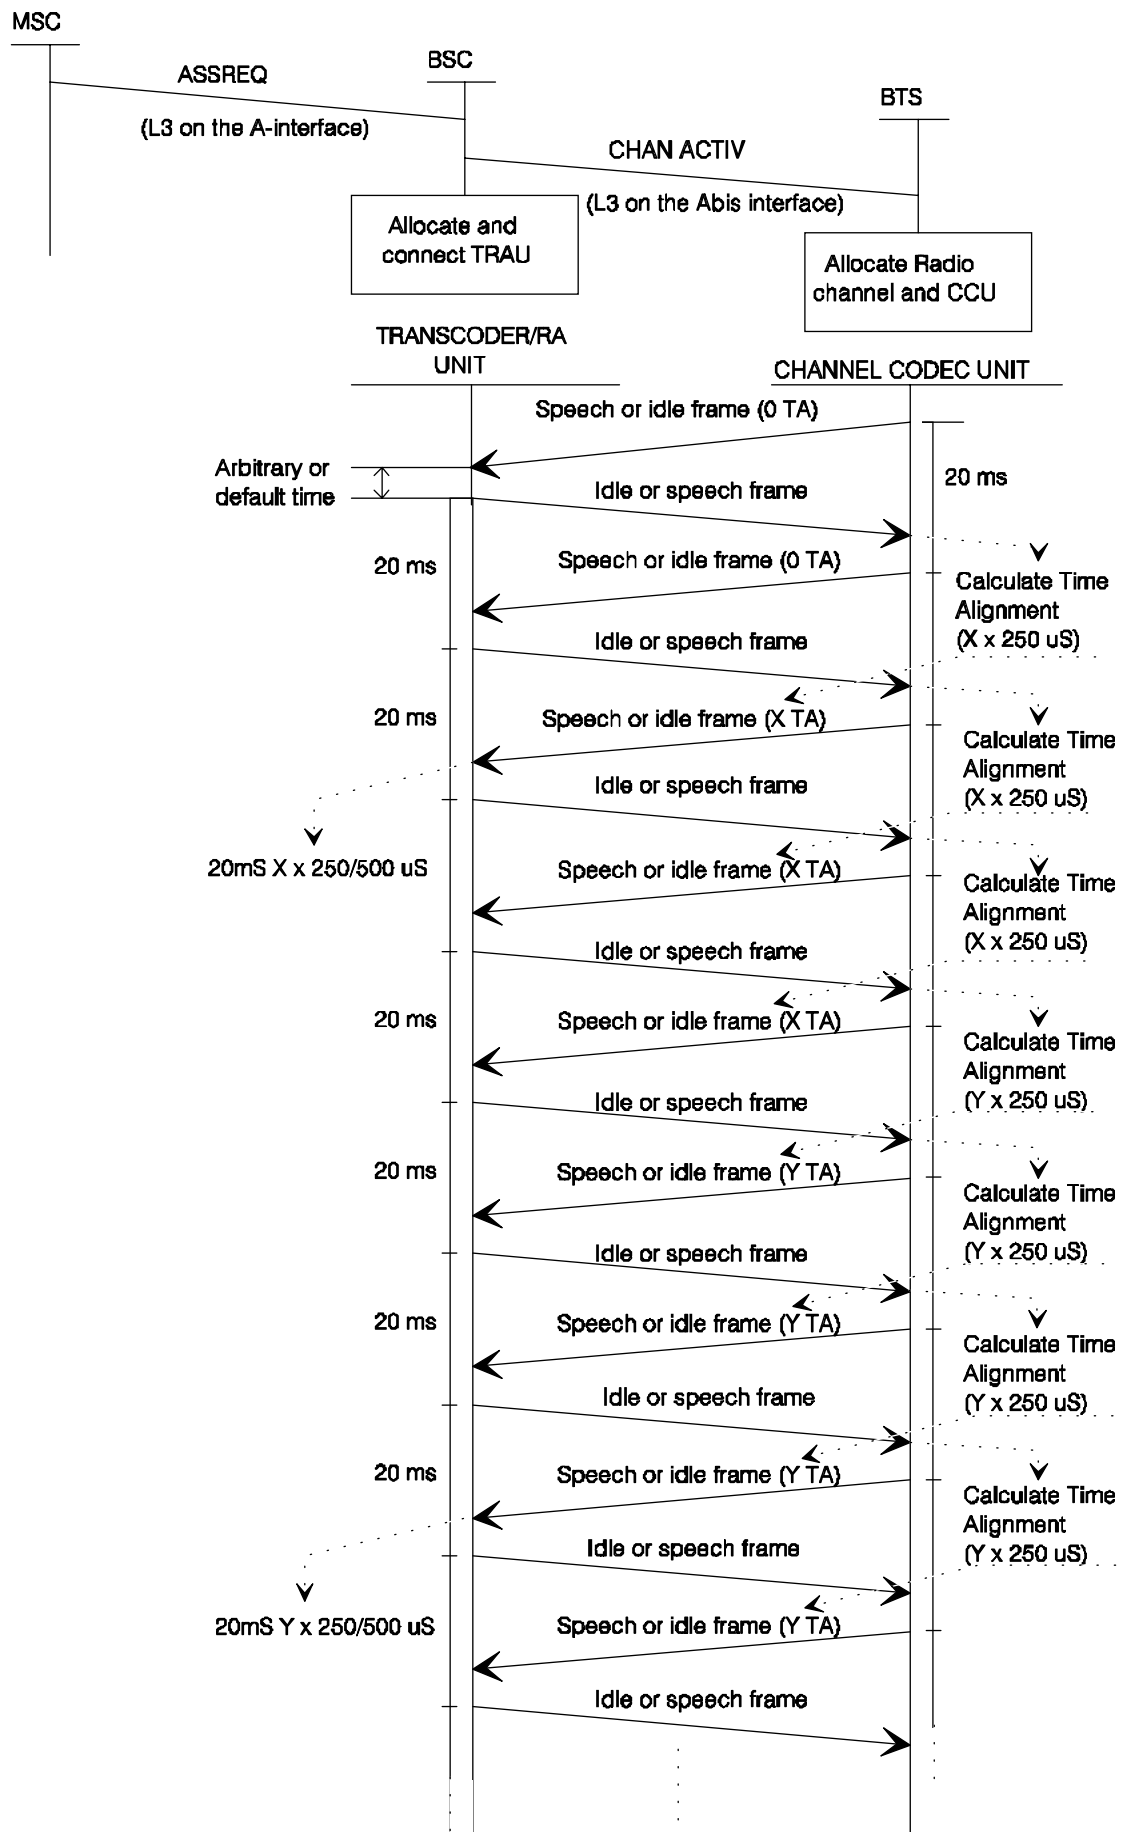 MSC
BSC
ASSREQ
BTS
(L3 on the A-interface)
CHAN ACTIV
(L3 on the Abis interface)
Allocate and
connect TRAU
Allocate Radio
channel and CCU
TRANSCODER/RA
UNIT
CHANNEL CODEC UNIT
Speech or idle frame (0 TA)
Arbitrary or
default time
20 ms
Idle or speech frame
20 ms
Speech or idle frame (0 TA)
Calculate Time
Alignment
(X x 250 uS)
Idle or speech frame
20 ms
Speech or idle frame (X TA)
Calculate Time
Alignment
(X x 250 uS)
Idle or speech frame
20mS X x 250/500 uS
Speech or idle frame (X TA)
Calculate Time
Alignment
(X x 250 uS)
Idle or speech frame
20 ms
Speech or idle frame (X TA)
Calculate Time
Alignment
(Y x 250 uS)
Idle or speech frame
20 ms
Speech or idle frame (Y TA)
Calculate Time
Alignment
(Y x 250 uS)
Idle or speech frame
20 ms
Speech or idle frame (Y TA)
Calculate Time
Alignment
(Y x 250 uS)
Idle or speech frame
20 ms
Speech or idle frame (Y TA)
Calculate Time
Alignment
(Y x 250 uS)
Idle or speech frame
20mS Y x 250/500 uS
Speech or idle frame (Y TA)
Idle or speech frame